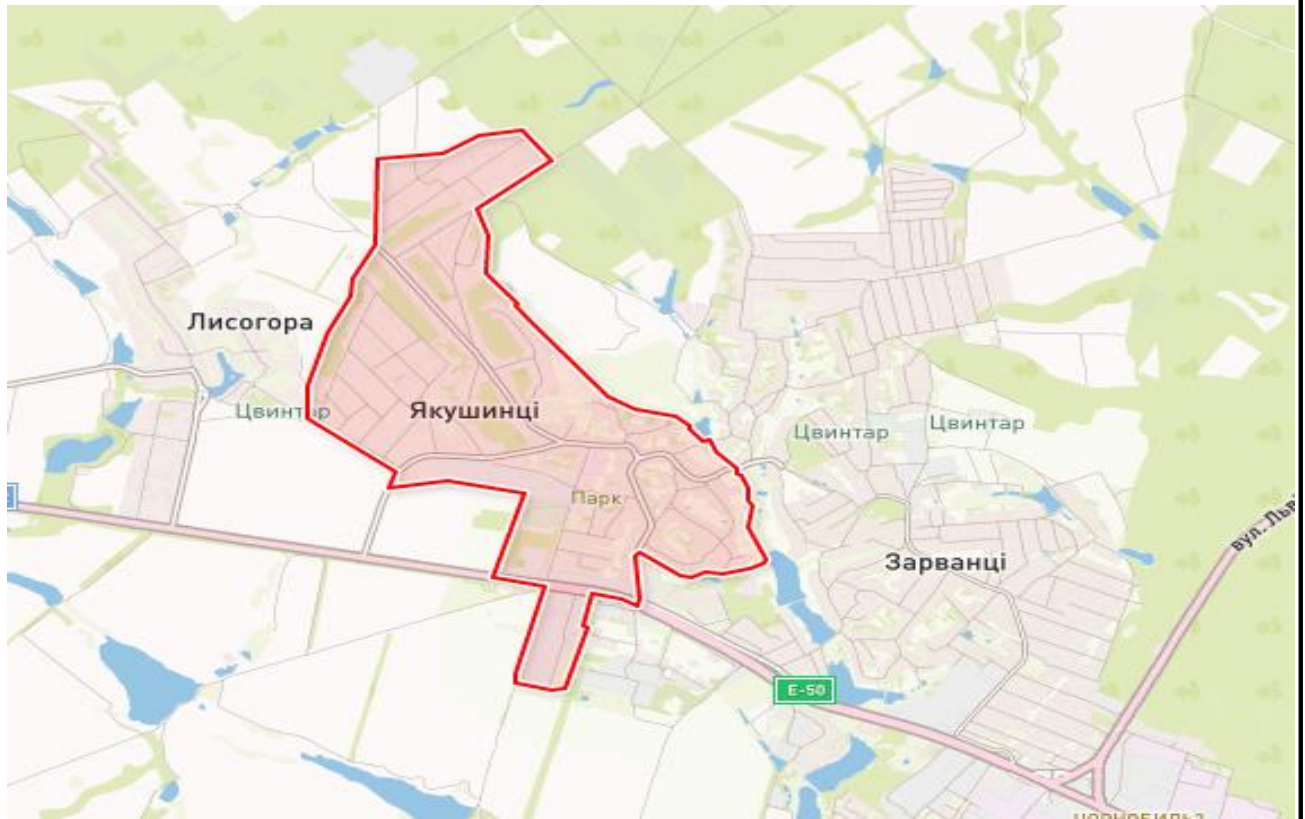 Лисогора
Цвинтар
Якушинці
Цвинтар
Цвинтар
Парк
Зарванці
вул. Льв
E-50